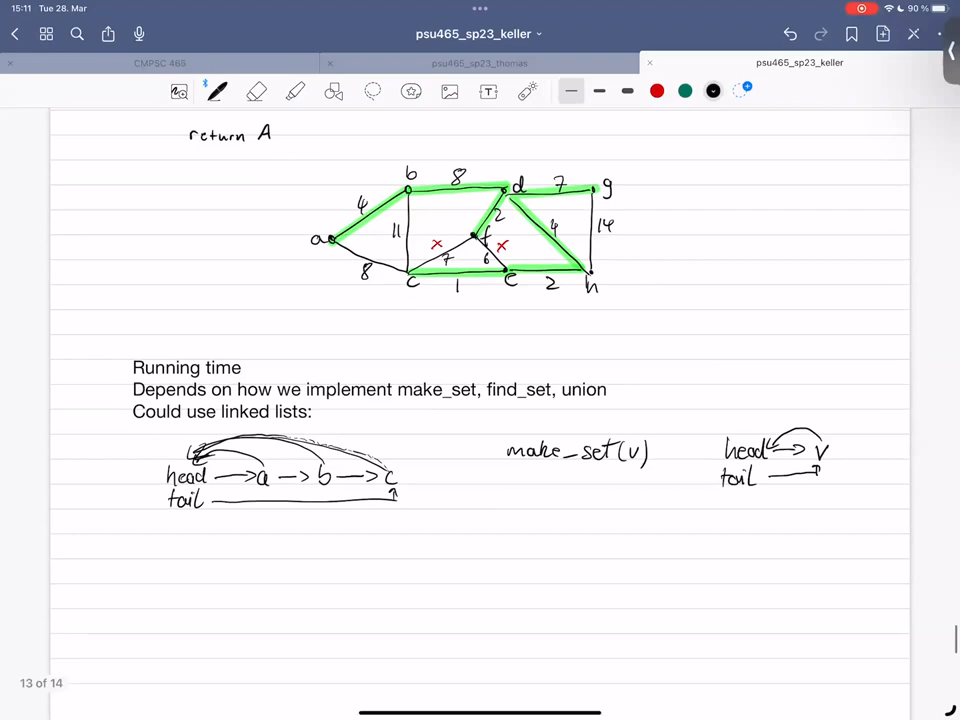 15:11 Tue 28. Mar
90 %
psu465_sp23_keller
CMPSC 465
psu465_sp23_thomas
psu465_sp23_keller
return A
b 8 d 7 g
4 11 2 4 14
a x f x
8 7 6
c 1 e 2 h
Running time
Depends on how we implement make_set, find_set, union
Could use linked lists:
head → a → b → c
tail
make_set(v)
head → v
tail
13 of 14